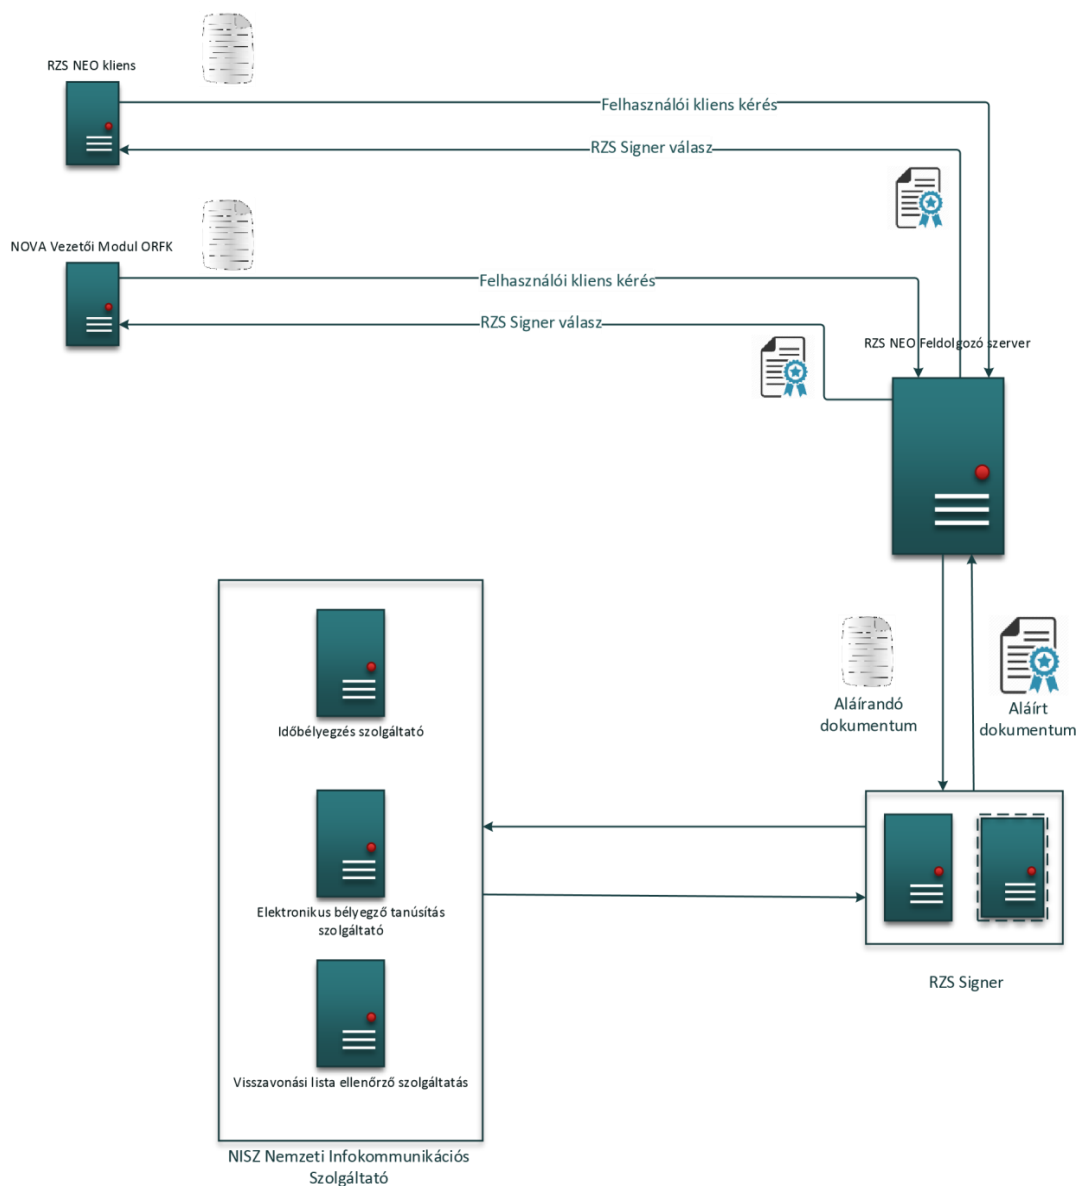 RZS NEO kliens
Felhasználói kliens kérés
RZS Signer válasz
NOVA Vezetői Modul ORFK
Felhasználói kliens kérés
RZS Signer válasz
RZS NEO Feldolgozó szerver
Aláírandó
dokumentum
Aláírt
dokumentum
Időbélyegzés szolgáltató
Elektronikus bélyegző tanúsítás
szolgáltató
Visszavonási lista ellenőrző szolgáltatás
RZS Signer
NISZ Nemzeti Infokommunikációs
Szolgáltató